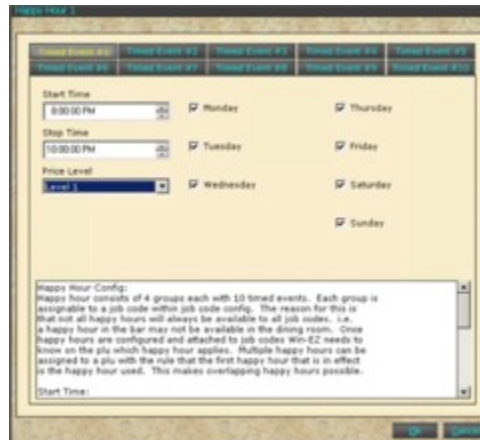 Happy Hour 1
Timed Event #1 Timed Event #2 Timed Event #3 Timed Event #4 Timed Event #5
Timed Event #6 Timed Event #7 Timed Event #8 Timed Event #9 Timed Event #10
Start Time
8:00:00 PM
Monday
Thursday
Stop Time
10:00:00 PM
Tuesday
Friday
Price Level
Level 1
Wednesday
Saturday
Sunday
Happy Hour Config:
Happy hour consists of 4 groups each with 10 timed events. Each group is
assignable to a job code within job code config. The reason for this is
that not all happy hours will always be available to all job codes. i.e.
a happy hour in the bar may not be available in the dining room. Once
happy hours are configured and attached to job codes Win-EZ needs to
know on the plu which happy hour applies. Multiple happy hours can be
assigned to a plu with the rule that the first happy hour that is in effect
is the happy hour used. This makes overlapping happy hours possible.
Start Time:
Ok Cancel